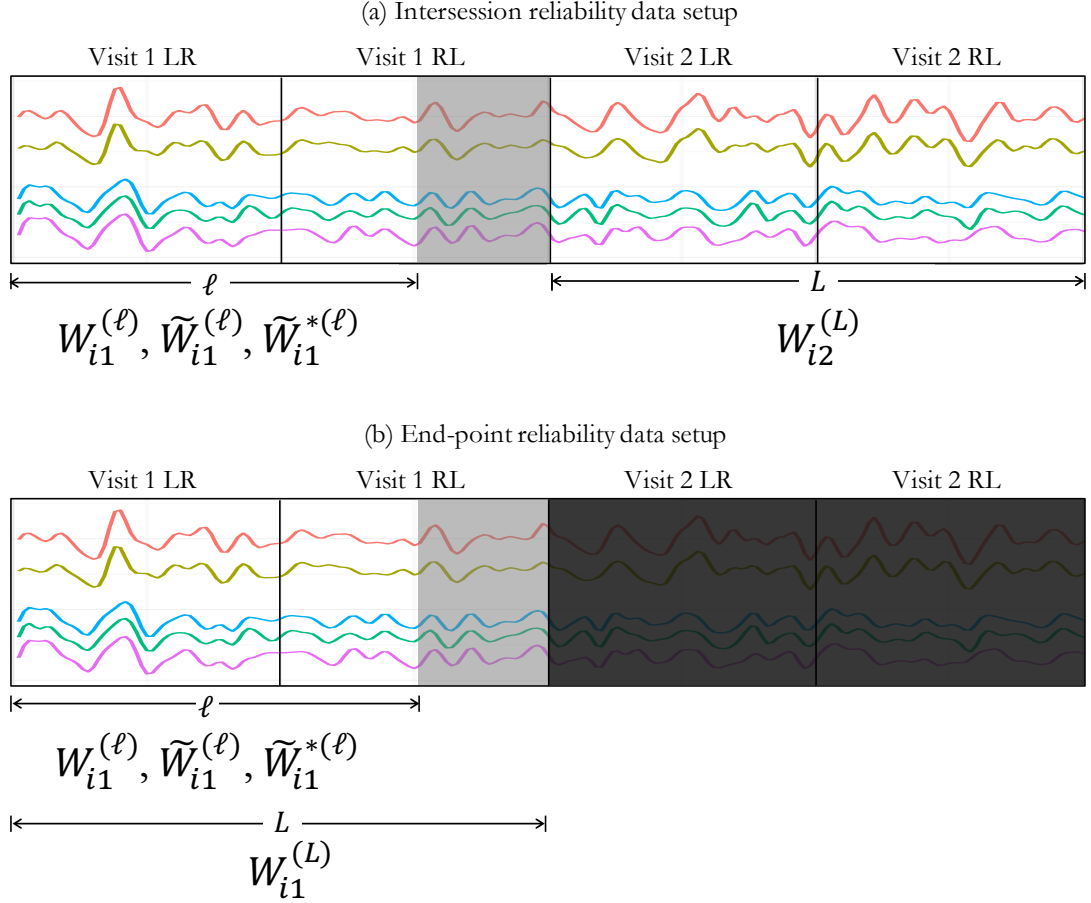 (a) Intersession reliability data setup
Visit 1 LR Visit 1 RL Visit 2 LR Visit 2 RL
ℓ L
W_{i1}^{(ℓ)}, W̃_{i1}^{(ℓ)}, W̃_{i1}^{*(ℓ)} W_{i2}^{(L)}
(b) End-point reliability data setup
Visit 1 LR Visit 1 RL Visit 2 LR Visit 2 RL
ℓ
W_{i1}^{(ℓ)}, W̃_{i1}^{(ℓ)}, W̃_{i1}^{*(ℓ)}
L
W_{i1}^{(L)}